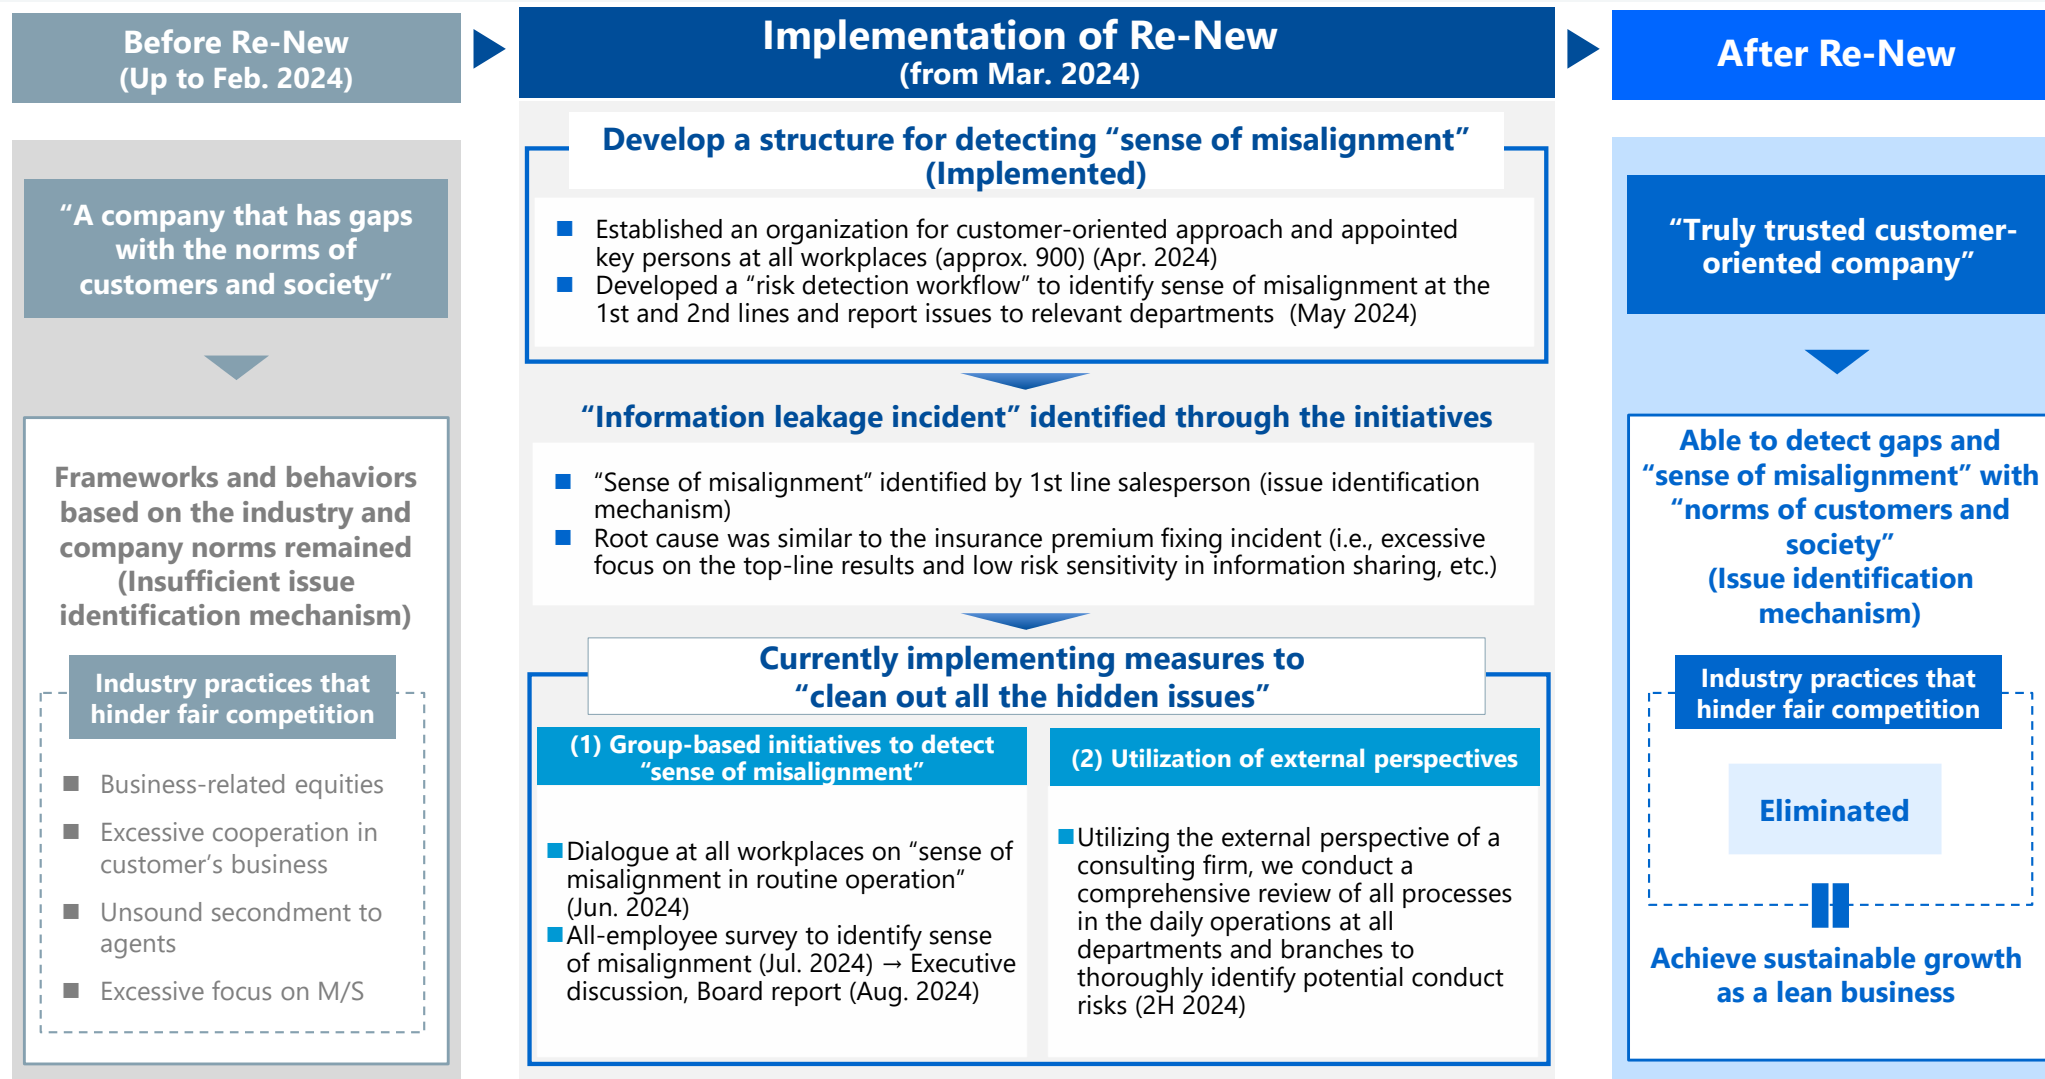 Before Re-New
(Up to Feb. 2024)
“A company that has gaps
with the norms of
customers and society”
Frameworks and behaviors
based on the industry and
company norms remained
(Insufficient issue
identification mechanism)
Industry practices that
hinder fair competition
■ Business-related equities
■ Excessive cooperation in
customer’s business
■ Unsound secondment to
agents
■ Excessive focus on M/S
Implementation of Re-New
(from Mar. 2024)
Develop a structure for detecting “sense of misalignment”
(Implemented)
■ Established an organization for customer-oriented approach and appointed
key persons at all workplaces (approx. 900) (Apr. 2024)
■ Developed a “risk detection workflow” to identify sense of misalignment at the
1st and 2nd lines and report issues to relevant departments (May 2024)
“Information leakage incident” identified through the initiatives
■ “Sense of misalignment” identified by 1st line salesperson (issue identification
mechanism)
■ Root cause was similar to the insurance premium fixing incident (i.e., excessive
focus on the top-line results and low risk sensitivity in information sharing, etc.)
Currently implementing measures to
“clean out all the hidden issues”
(1) Group-based initiatives to detect
“sense of misalignment”
■Dialogue at all workplaces on “sense of
misalignment in routine operation”
(Jun. 2024)
■All-employee survey to identify sense
of misalignment (Jul. 2024) → Executive
discussion, Board report (Aug. 2024)
(2) Utilization of external perspectives
■Utilizing the external perspective of a
consulting firm, we conduct a
comprehensive review of all processes
in the daily operations at all
departments and branches to
thoroughly identify potential conduct
risks (2H 2024)
After Re-New
“Truly trusted customer-
oriented company”
Able to detect gaps and
“sense of misalignment” with
“norms of customers and
society”
(Issue identification
mechanism)
Industry practices that
hinder fair competition
Eliminated
Achieve sustainable growth
as a lean business